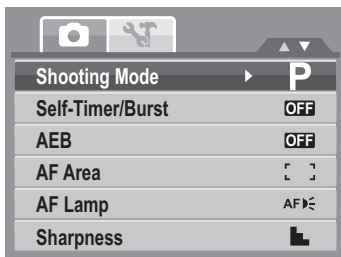 Shooting Mode P
Self-Timer/Burst OFF
AEB OFF
AF Area
AF Lamp AF
Sharpness